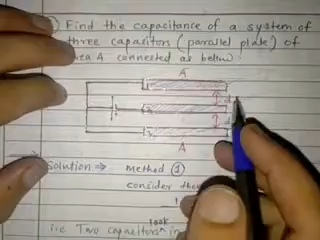 Find the capacitance of a system of
three capacitors (parallel plate) of
area A connected as below.
A
d
A
Solution ⇒ method ①
consider the
i.e. Two capacitors look in